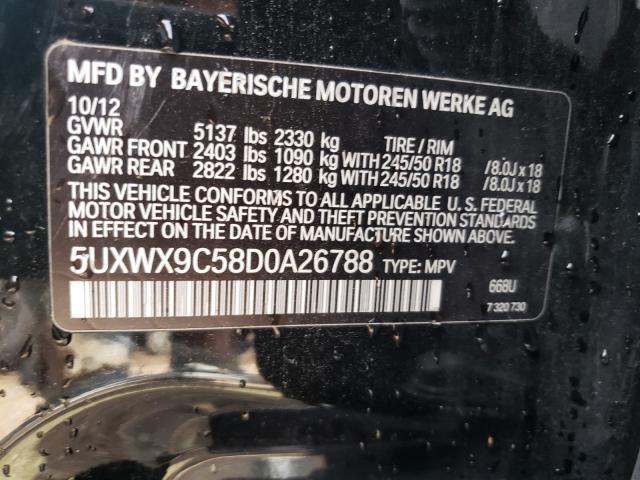 MFD BY BAYERISCHE MOTOREN WERKE AG
10/12
GVWR 5137 lbs 2330 kg TIRE / RIM
GAWR FRONT 2403 lbs 1090 kg WITH 245/50 R18 /8.0J x 18
GAWR REAR 2822 lbs 1280 kg WITH 245/50 R18 /8.0J x 18
THIS VEHICLE CONFORMS TO ALL APPLICABLE U.S. FEDERAL
MOTOR VEHICLE SAFETY AND THEFT PREVENTION STANDARDS
IN EFFECT ON THE DATE OF MANUFACTURE SHOWN ABOVE.
5UXWX9C58D0A26788 TYPE: MPV 668U
7 320 730